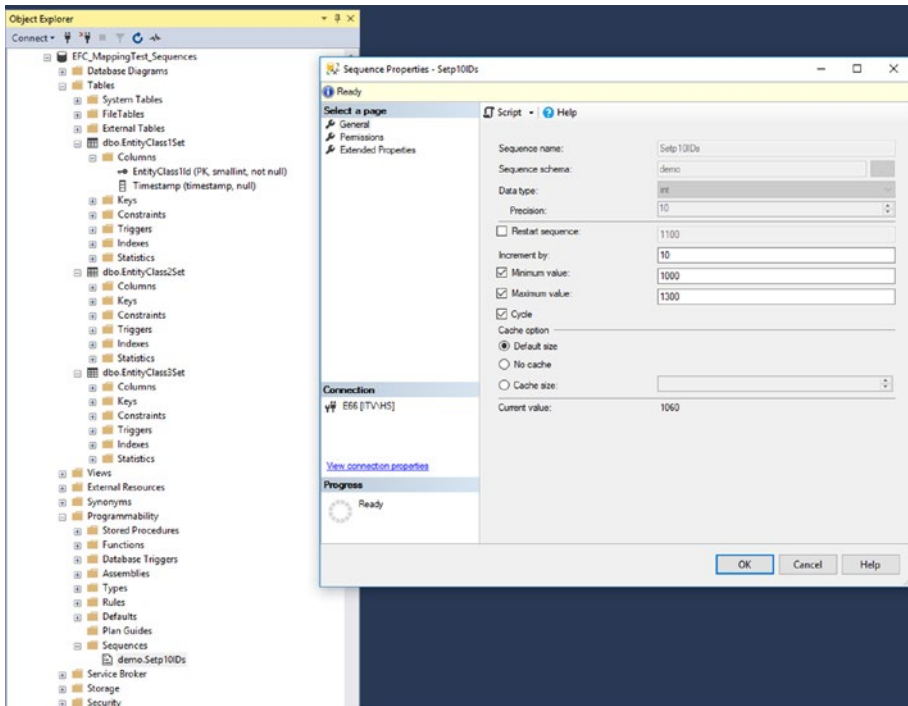 Object Explorer
Connect
EFC_MappingTest_Sequences
Database Diagrams
Tables
System Tables
FileTables
External Tables
dbo.EntityClass1Set
Columns
EntityClass1Id (PK, smallint, not null)
Timestamp (timestamp, null)
Keys
Constraints
Triggers
Indexes
Statistics
dbo.EntityClass2Set
Columns
Keys
Constraints
Triggers
Indexes
Statistics
dbo.EntityClass3Set
Columns
Keys
Constraints
Triggers
Indexes
Statistics
Views
External Resources
Synonyms
Programmability
Stored Procedures
Functions
Database Triggers
Assemblies
Types
Rules
Defaults
Plan Guides
Sequences
demo.Setp10IDs
Service Broker
Storage
Security
Sequence Properties - Setp10IDs
Ready
Select a page
General
Permissions
Extended Properties
Connection
E66 [ITV\HS]
View connection properties
Progress
Ready
Script Help
Sequence name: Setp10IDs
Sequence schema: demo
Data type: int
Precision: 10
Restart sequence: 1100
Increment by: 10
Minimum value: 1000
Maximum value: 1300
Cycle
Cache option
Default size
No cache
Cache size:
Current value: 1060
OK Cancel Help